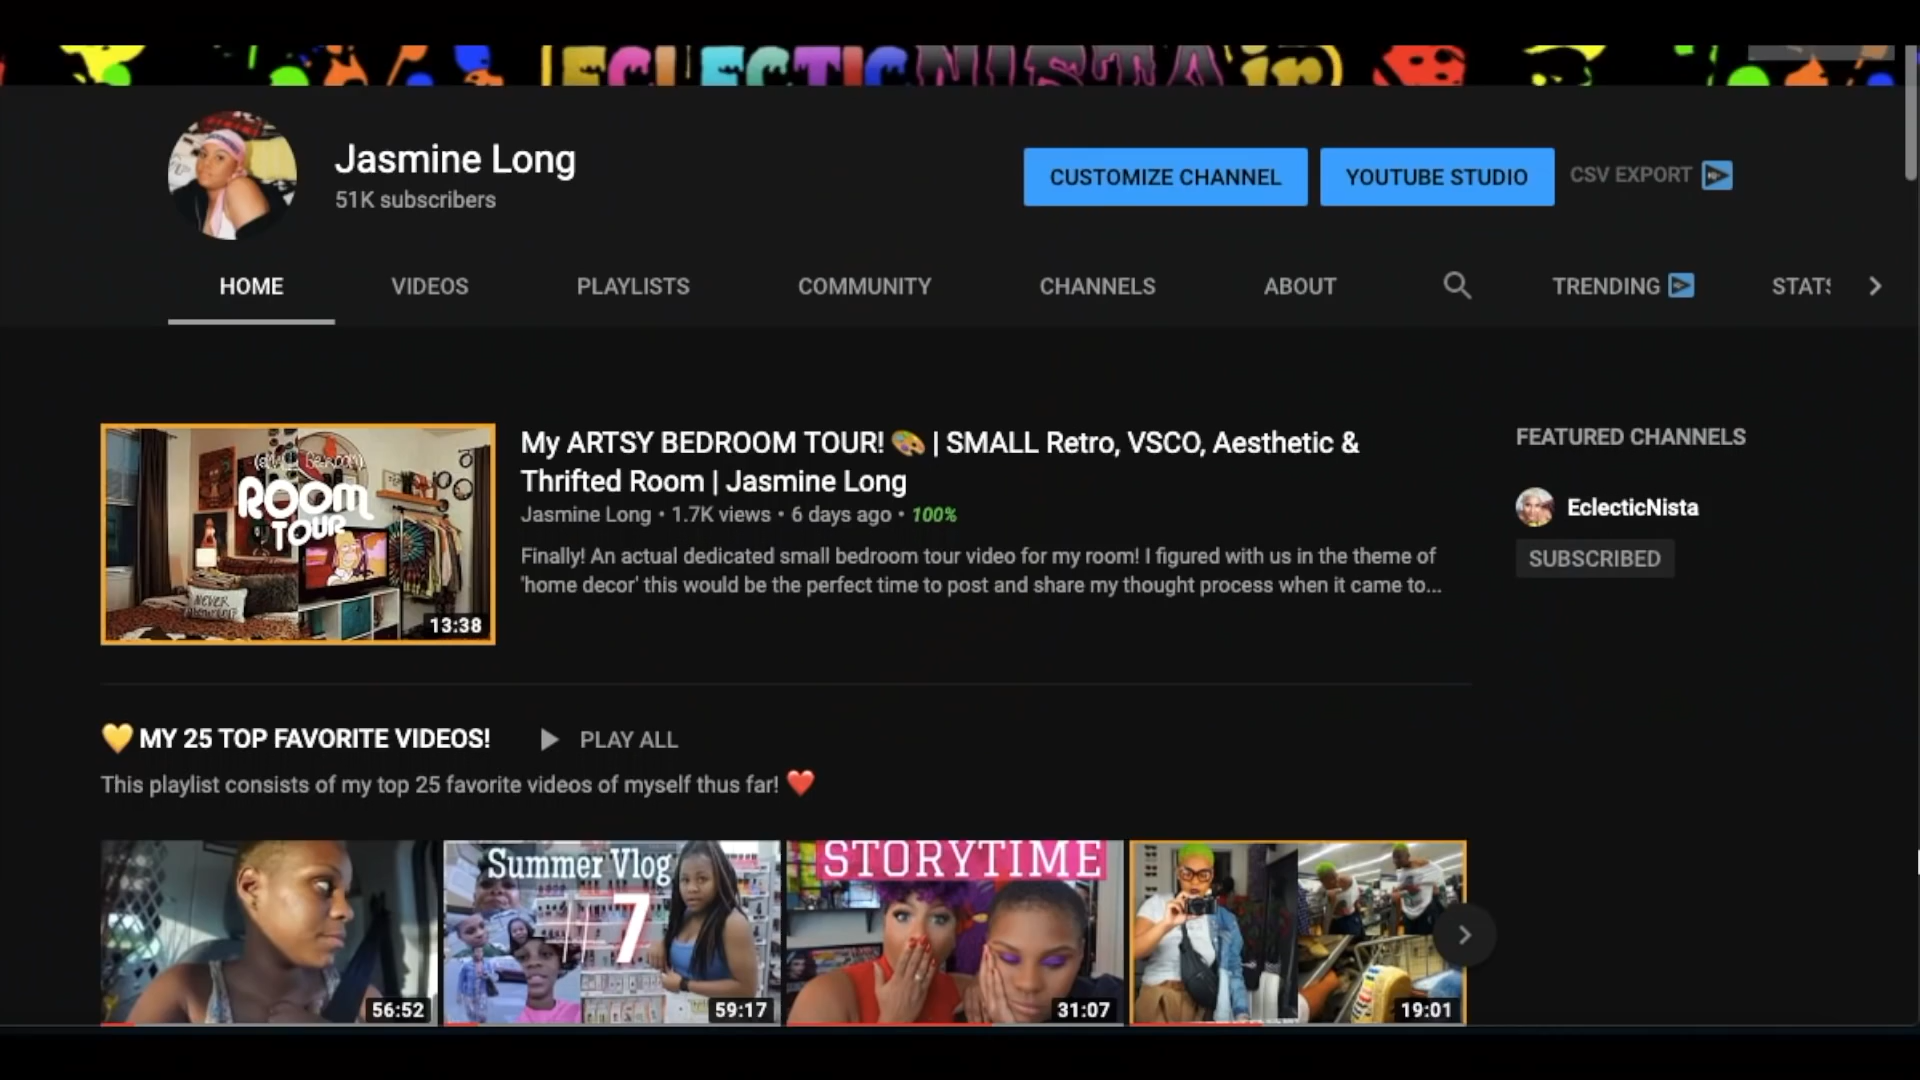 ECLECTICNISTAjr
Jasmine Long
51K subscribers
CUSTOMIZE CHANNEL
YOUTUBE STUDIO
CSV EXPORT
HOME
VIDEOS
PLAYLISTS
COMMUNITY
CHANNELS
ABOUT
TRENDING
STATS
(small Bedroom)
ROOM
TOUR
NEVER
13:38
My ARTSY BEDROOM TOUR! 🎨 | SMALL Retro, VSCO, Aesthetic &
Thrifted Room | Jasmine Long
Jasmine Long • 1.7K views • 6 days ago • 100%
Finally! An actual dedicated small bedroom tour video for my room! I figured with us in the theme of
'home decor' this would be the perfect time to post and share my thought process when it came to...
FEATURED CHANNELS
EclecticNista
SUBSCRIBED
💛 MY 25 TOP FAVORITE VIDEOS!
PLAY ALL
This playlist consists of my top 25 favorite videos of myself thus far! ❤️
56:52
Summer Vlog
#7
59:17
STORYTIME
31:07
19:01